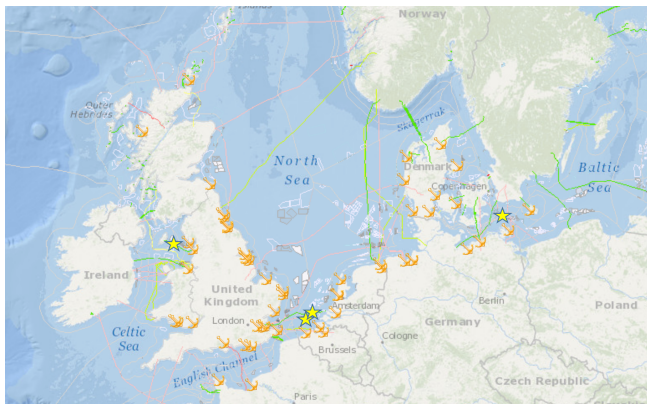 Islands
Norway
Outer
Hebrides
Skagerrak
North
Sea
Denmark
Copenhagen
Baltic
Sea
Ireland
United
Kingdom
Amsterdam
Berlin
Poland
London
Germany
Celtic
Sea
Brussels
Cologne
English Channel
Czech Republic
Paris